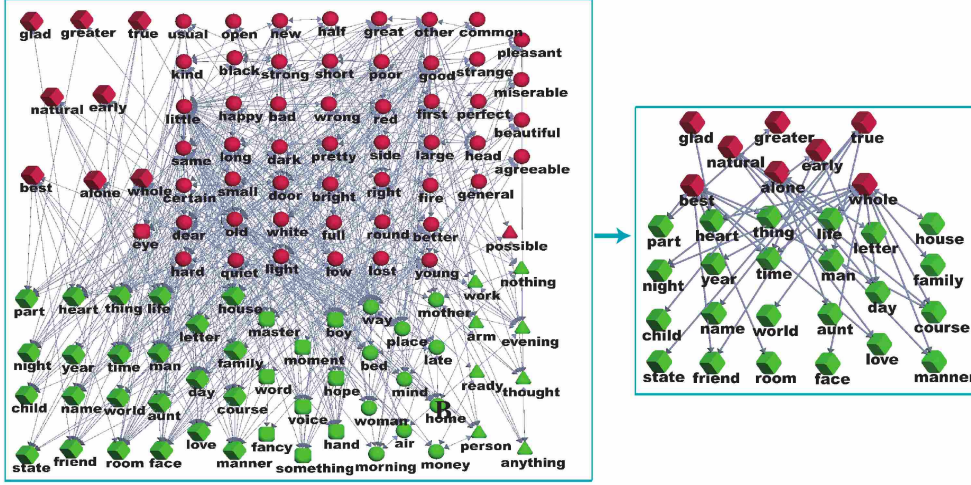 glad greater true usual open new half great other common
pleasant
kind black strong short poor good strange
miserable
natural early little happy bad wrong red first perfect
beautiful
same long dark pretty side large head
agreeable
best alone whole certain small door bright right fire general
eye dear old white full round better possible
hard quiet light low lost young nothing
work
part heart thing life house way mother
letter master boy place arm evening
night year time man family moment bed late
day word hope mind ready thought
child name world aunt course voice woman B home
love fancy hand air person
state friend room face manner something morning money anything
glad greater true
natural early
alone
best whole
part heart thing life letter house
night year time man family
day
child name world aunt course
love
state friend room face manner